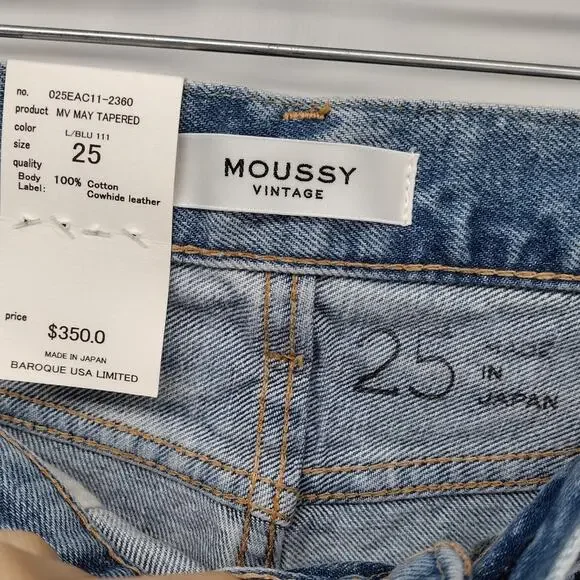 no. 025EAC11-2360
product MV MAY TAPERED
color L/BLU 111
size 25
quality
Body 100% Cotton
Label: Cowhide leather
price $350.0
MADE IN JAPAN
BAROQUE USA LIMITED
MOUSSY
VINTAGE
25
IN
JAPAN